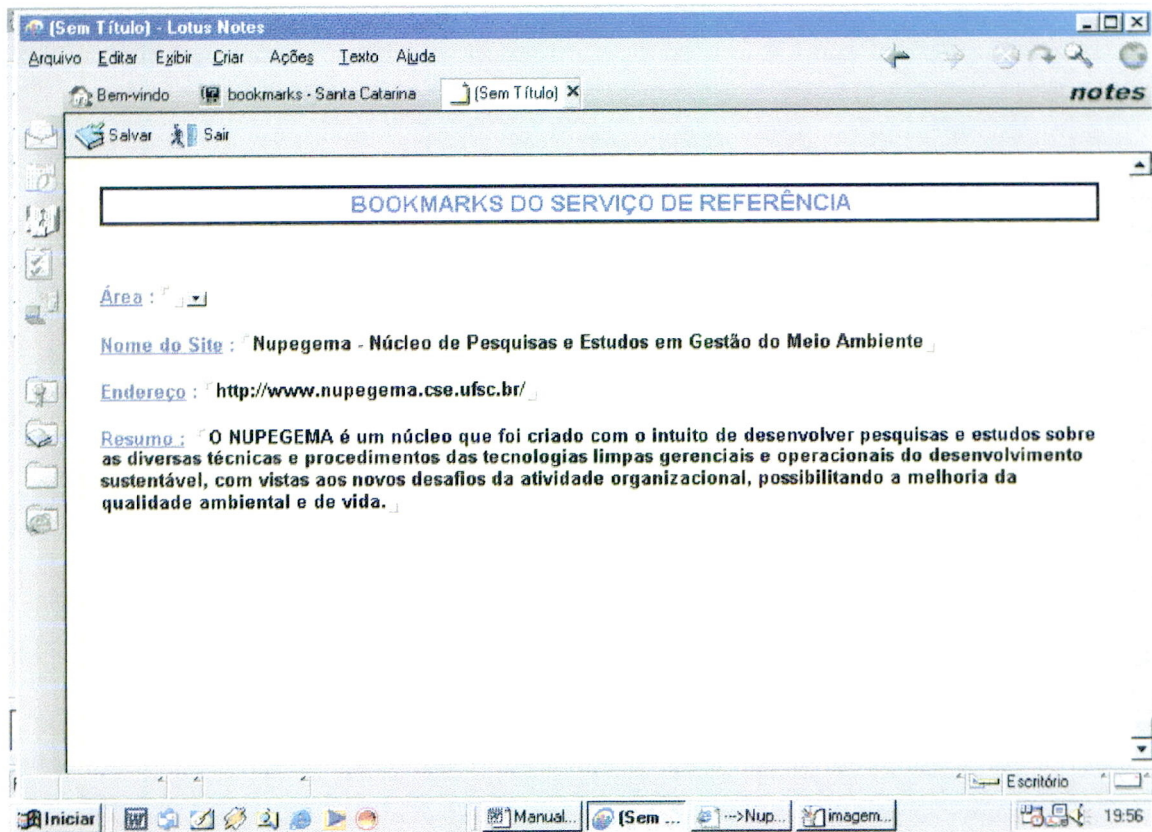 (Sem Título) - Lotus Notes
Arquivo Editar Exibir Criar Ações Texto Ajuda
Bem-vindo bookmarks - Santa Catarina (Sem Título) notes
Salvar Sair
BOOKMARKS DO SERVIÇO DE REFERÊNCIA
Área :
Nome do Site : Nupegema - Núcleo de Pesquisas e Estudos em Gestão do Meio Ambiente
Endereço : http://www.nupegema.cse.ufsc.br/
Resumo : O NUPEGEMA é um núcleo que foi criado com o intuito de desenvolver pesquisas e estudos sobre
as diversas técnicas e procedimentos das tecnologias limpas gerenciais e operacionais do desenvolvimento
sustentável, com vistas aos novos desafios da atividade organizacional, possibilitando a melhoria da
qualidade ambiental e de vida.
Escritório
Iniciar Manual... (Sem ... -->Nup... imagem... 19:56